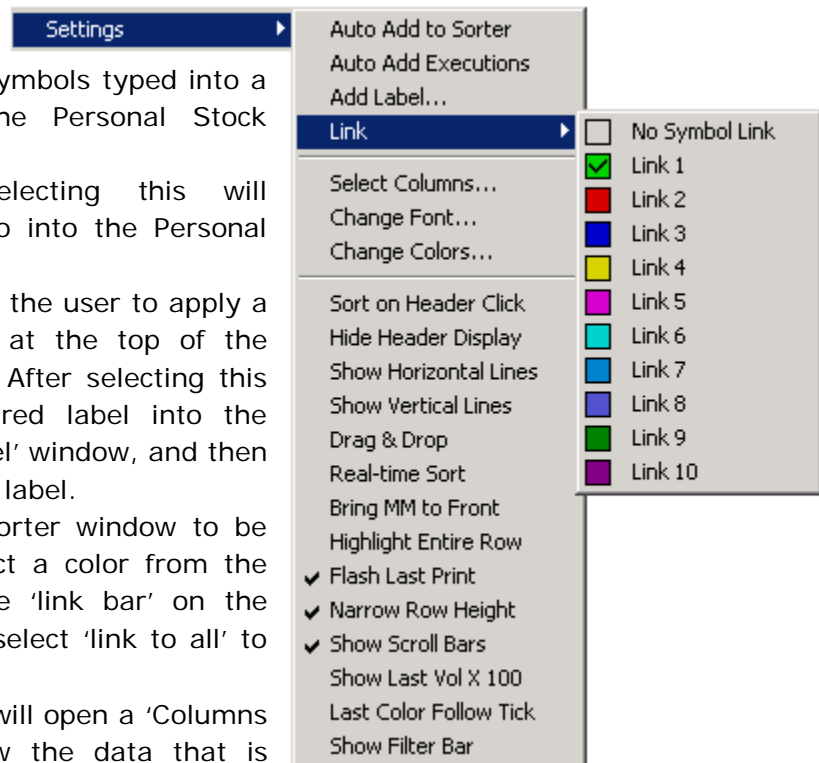 Settings
ymbols typed into a
he Personal Stock
electing this will
o into the Personal
the user to apply a
at the top of the
After selecting this
red label into the
el' window, and then
label.
orter window to be
ct a color from the
e 'link bar' on the
select 'link to all' to
will open a 'Columns
w the data that is
Auto Add to Sorter
Auto Add Executions
Add Label...
Link
Select Columns...
Change Font...
Change Colors...
Sort on Header Click
Hide Header Display
Show Horizontal Lines
Show Vertical Lines
Drag & Drop
Real-time Sort
Bring MM to Front
Highlight Entire Row
Flash Last Print
Narrow Row Height
Show Scroll Bars
Show Last Vol X 100
Last Color Follow Tick
Show Filter Bar
No Symbol Link
Link 1
Link 2
Link 3
Link 4
Link 5
Link 6
Link 7
Link 8
Link 9
Link 10